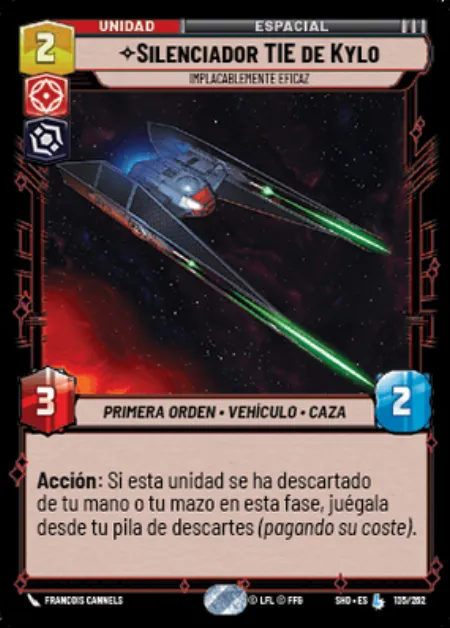 UNIDAD ESPACIAL
2
SILENCIADOR TIE DE KYLO
IMPLACABLEMENTE EFICAZ
3
PRIMERA ORDEN • VEHÍCULO • CAZA
2
Acción: Si esta unidad se ha descartado
de tu mano o tu mazo en esta fase, juégala
desde tu pila de descartes (pagando su coste).
FRANCOIS CANNELS © LFL © FFG SHD • ES 135/262